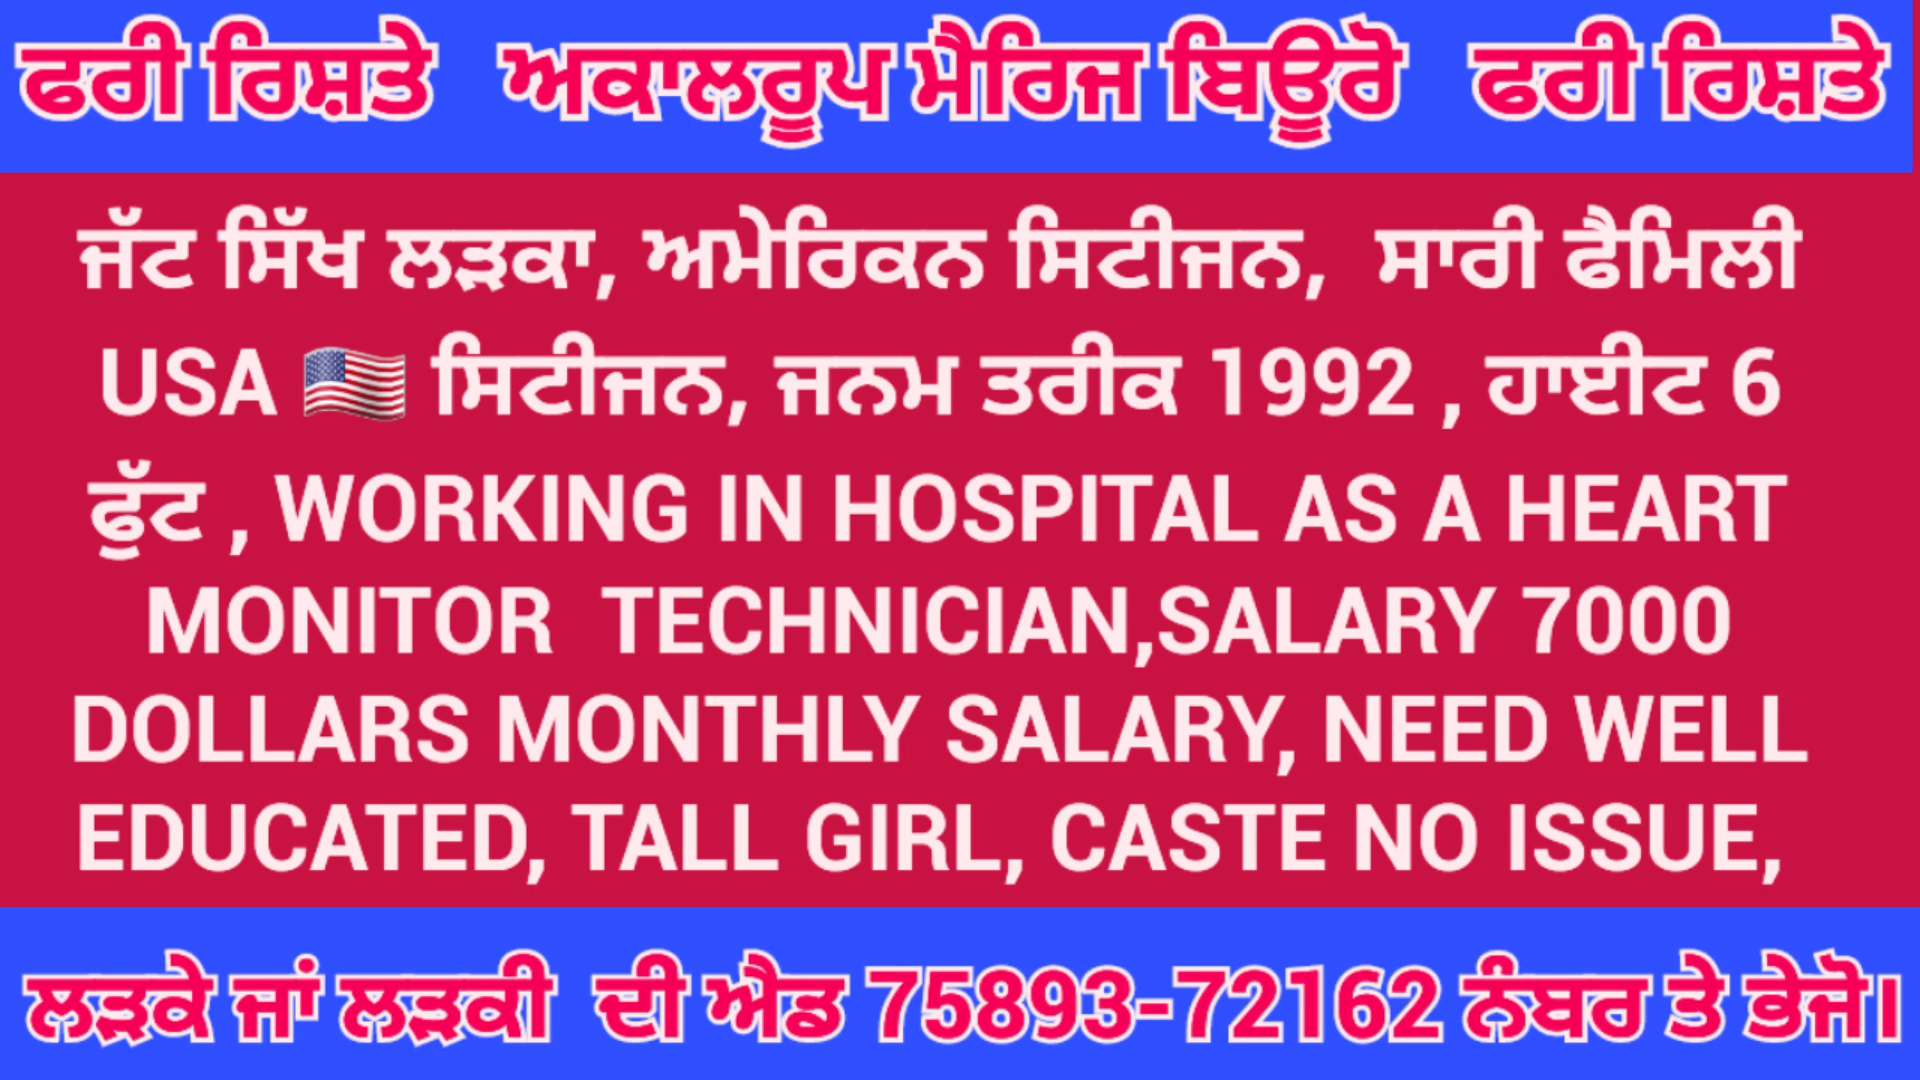 ਫਰੀ ਰਿਸ਼ਤੇ ਅਕਾਲਰੂਪ ਮੈਰਿਜ ਬਿਊਰੋ ਫਰੀ ਰਿਸ਼ਤੇ
ਜੱਟ ਸਿੱਖ ਲੜਕਾ, ਅਮੇਰਿਕਨ ਸਿਟੀਜਨ, ਸਾਰੀ ਫੈਮਿਲੀ
USA 🇺🇸 ਸਿਟੀਜਨ, ਜਨਮ ਤਰੀਕ 1992 , ਹਾਈਟ 6
ਫੁੱਟ , WORKING IN HOSPITAL AS A HEART
MONITOR TECHNICIAN,SALARY 7000
DOLLARS MONTHLY SALARY, NEED WELL
EDUCATED, TALL GIRL, CASTE NO ISSUE,
ਲੜਕੇ ਜਾਂ ਲੜਕੀ ਦੀ ਐਡ 75893-72162 ਨੰਬਰ ਤੇ ਭੇਜੋ।